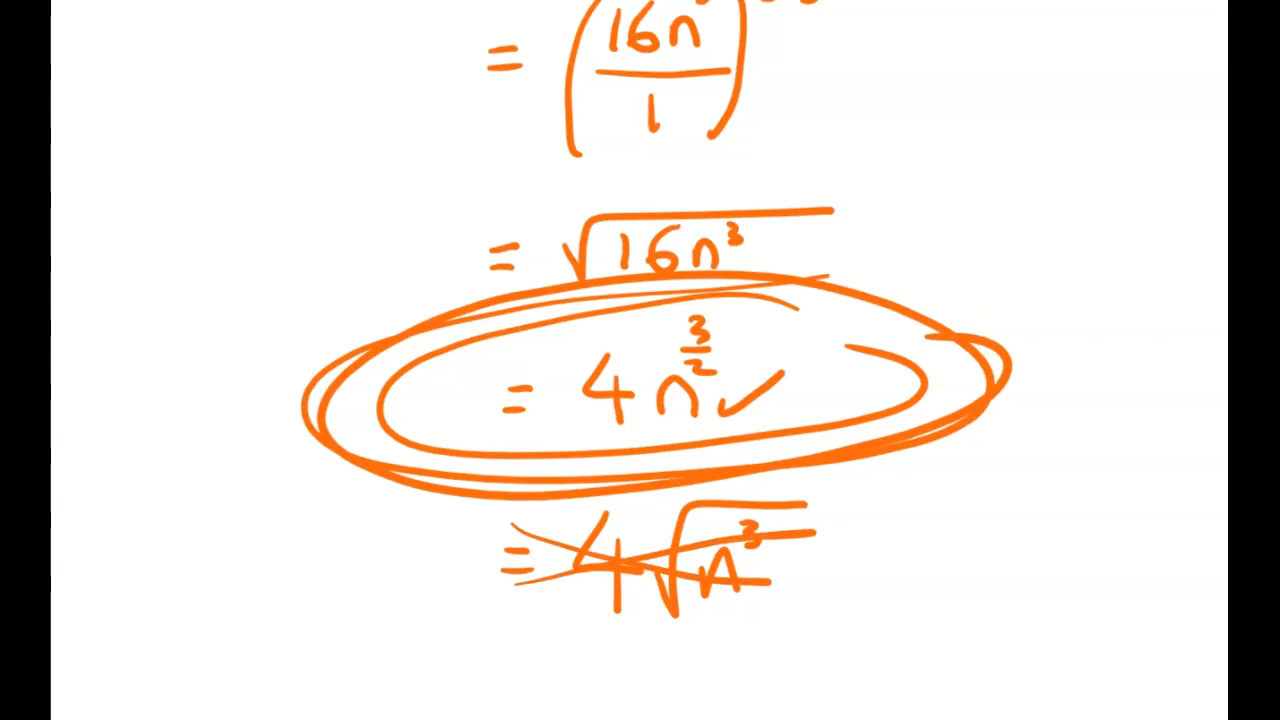 = (16n / 1)
= √16n³
= 4n^(3/2) ✓
= 4√n³